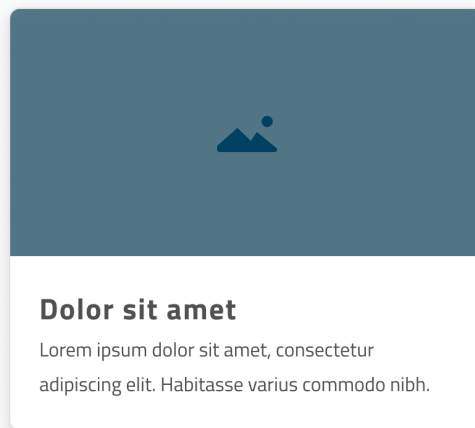 Dolor sit amet
Lorem ipsum dolor sit amet, consectetur
adipiscing elit. Habitasse varius commodo nibh.